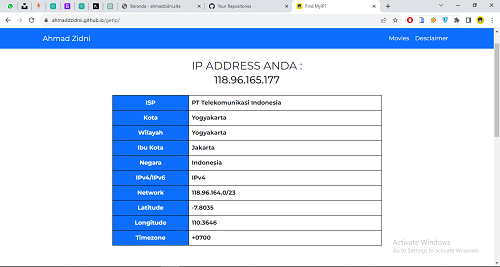 Beranda - ahmadzidni.site
Your Repositories
Find MyIP!
ahmaddzidnii.github.io/getip/
Ahmad Zidni
Movies
Desclaimer
IP ADDRESS ANDA :
118.96.165.177
ISP PT Telekomunikasi Indonesia
Kota Yogyakarta
Wilayah Yogyakarta
Ibu Kota Jakarta
Negara Indonesia
IPv4/IPv6 IPv4
Network 118.96.164.0/23
Latitude -7.8035
Longitude 110.3646
Timezone +0700
Activate Windows
Go to Settings to activate Windows.